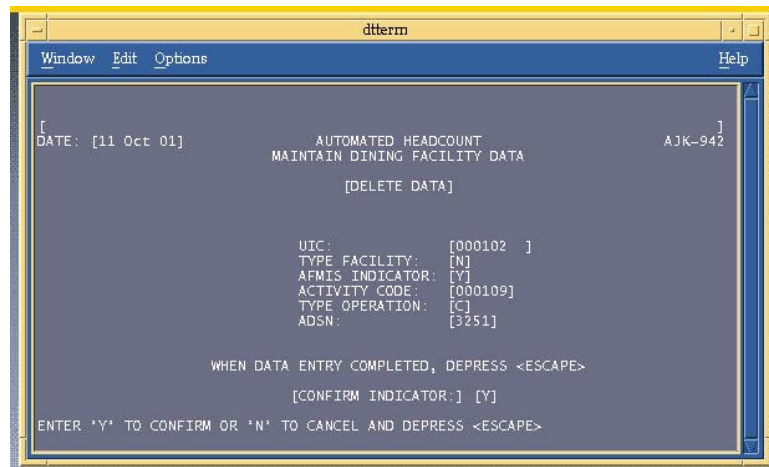 dtterm
Window Edit Options Help
[ ]
DATE: [11 Oct 01] AUTOMATED HEADCOUNT AJK-942
MAINTAIN DINING FACILITY DATA
[DELETE DATA]
UIC: [000102 ]
TYPE FACILITY: [N]
AFMIS INDICATOR: [Y]
ACTIVITY CODE: [000109]
TYPE OPERATION: [C]
ADSN: [3251]
WHEN DATA ENTRY COMPLETED, DEPRESS <ESCAPE>
[CONFIRM INDICATOR:] [Y]
ENTER 'Y' TO CONFIRM OR 'N' TO CANCEL AND DEPRESS <ESCAPE>